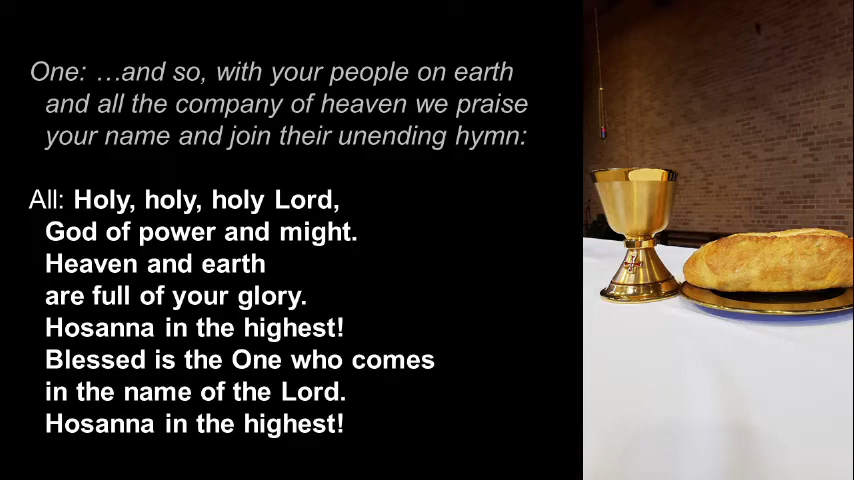 One: …and so, with your people on earth
and all the company of heaven we praise
your name and join their unending hymn:
All: Holy, holy, holy Lord,
God of power and might.
Heaven and earth
are full of your glory.
Hosanna in the highest!
Blessed is the One who comes
in the name of the Lord.
Hosanna in the highest!